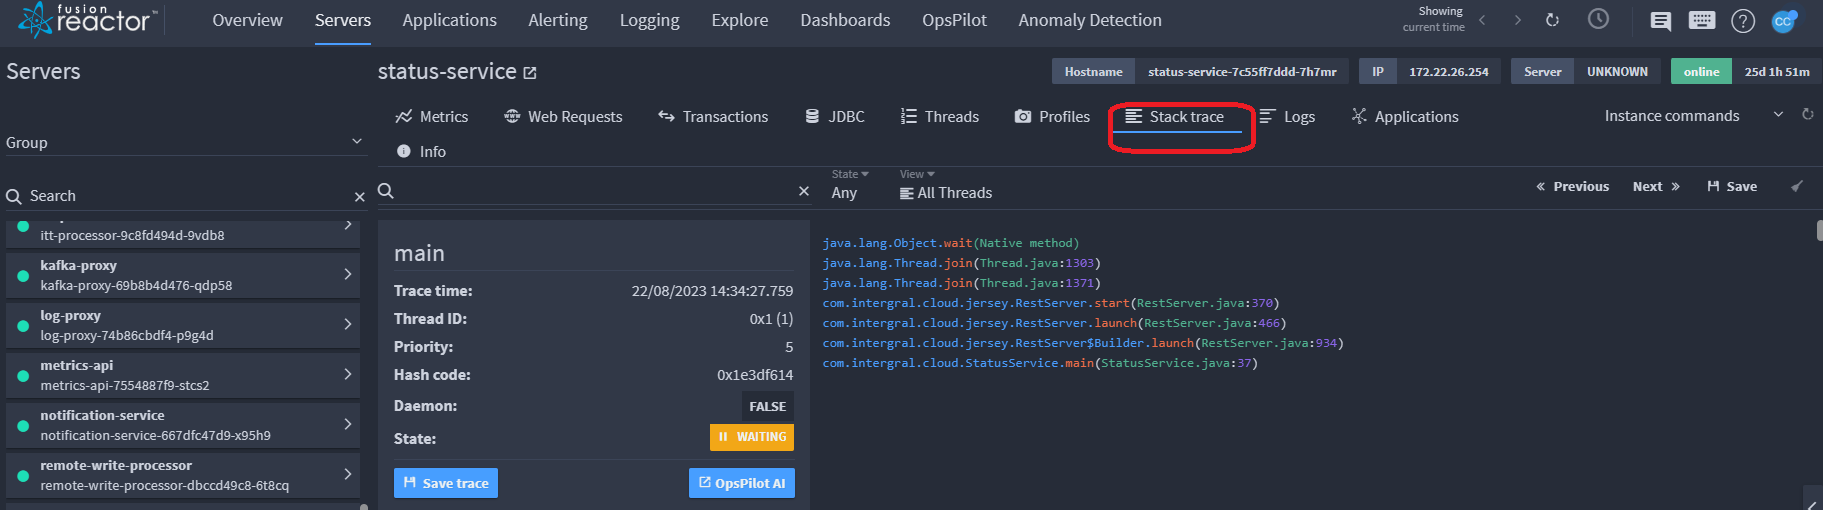 fusion reactor™
Overview Servers Applications Alerting Logging Explore Dashboards OpsPilot Anomaly Detection
Showing
current time
CC
Servers
status-service
Hostname status-service-7c55ff7ddd-7h7mr IP 172.22.26.254 Server UNKNOWN online 25d 1h 51m
Metrics Web Requests Transactions JDBC Threads Profiles Stack trace Logs Applications Instance commands
Info
Group
Search
State
Any
View
All Threads
Previous Next Save
itt-processor-9c8fd494d-9vdb8
kafka-proxy
kafka-proxy-69b8b4d476-qdp58
log-proxy
log-proxy-74b86cbdf4-p9g4d
metrics-api
metrics-api-7554887f9-stcs2
notification-service
notification-service-667dfc47d9-x95h9
remote-write-processor
remote-write-processor-dbccd49c8-6t8cq
main
Trace time: 22/08/2023 14:34:27.759
Thread ID: 0x1 (1)
Priority: 5
Hash code: 0x1e3df614
Daemon: FALSE
State: WAITING
Save trace OpsPilot AI
java.lang.Object.wait(Native method)
java.lang.Thread.join(Thread.java:1303)
java.lang.Thread.join(Thread.java:1371)
com.intergral.cloud.jersey.RestServer.start(RestServer.java:370)
com.intergral.cloud.jersey.RestServer.launch(RestServer.java:466)
com.intergral.cloud.jersey.RestServer$Builder.launch(RestServer.java:934)
com.intergral.cloud.StatusService.main(StatusService.java:37)